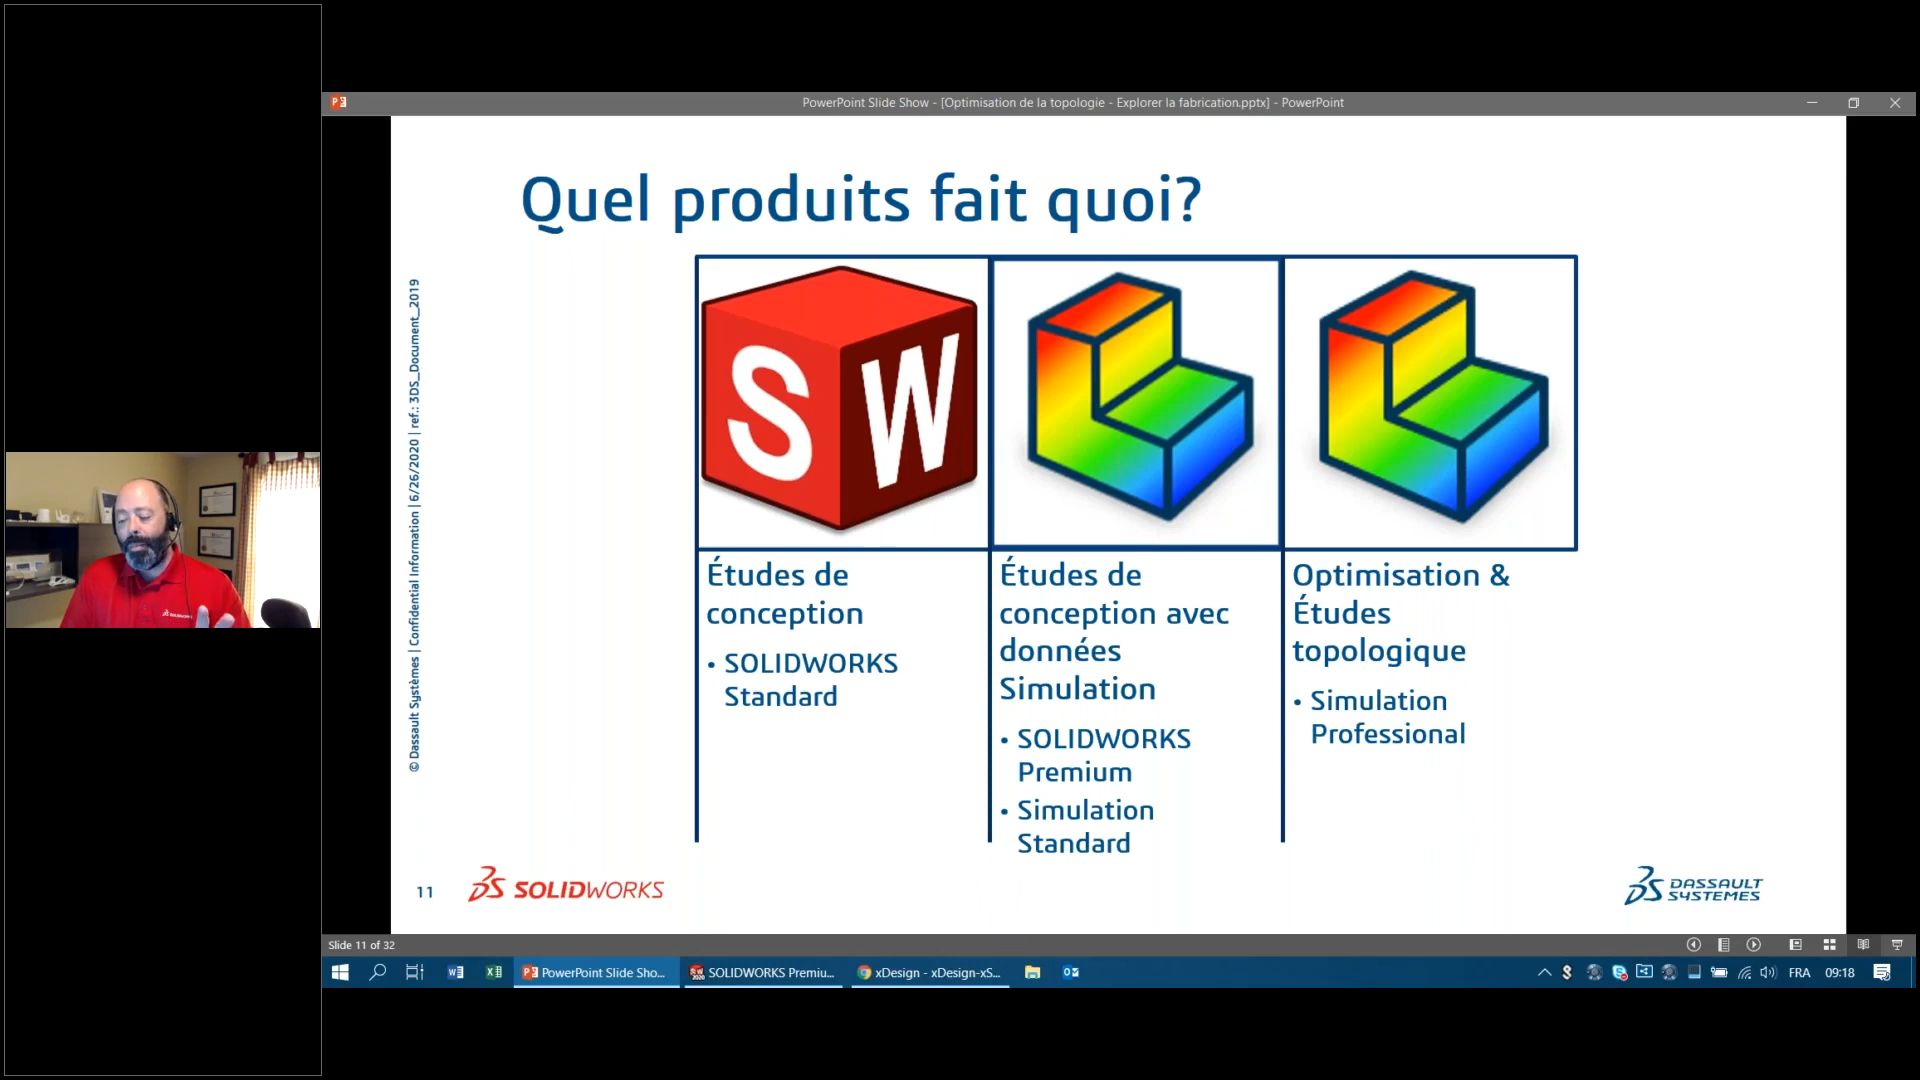 PowerPoint Slide Show - [Optimisation de la topologie - Explorer la fabrication.pptx] - PowerPoint
Quel produits fait quoi?
© Dassault Systèmes | Confidential Information | 6/26/2020 | ref.: 3DS_Document_2019
S W
Études de
conception
• SOLIDWORKS
Standard
Études de
conception avec
données
Simulation
• SOLIDWORKS
Premium
• Simulation
Standard
Optimisation &
Études
topologique
• Simulation
Professional
11
SOLIDWORKS
DASSAULT
SYSTEMES
Slide 11 of 32
PowerPoint Slide Sho...
SOLIDWORKS Premiu...
xDesign - xDesign-xS...
FRA
09:18